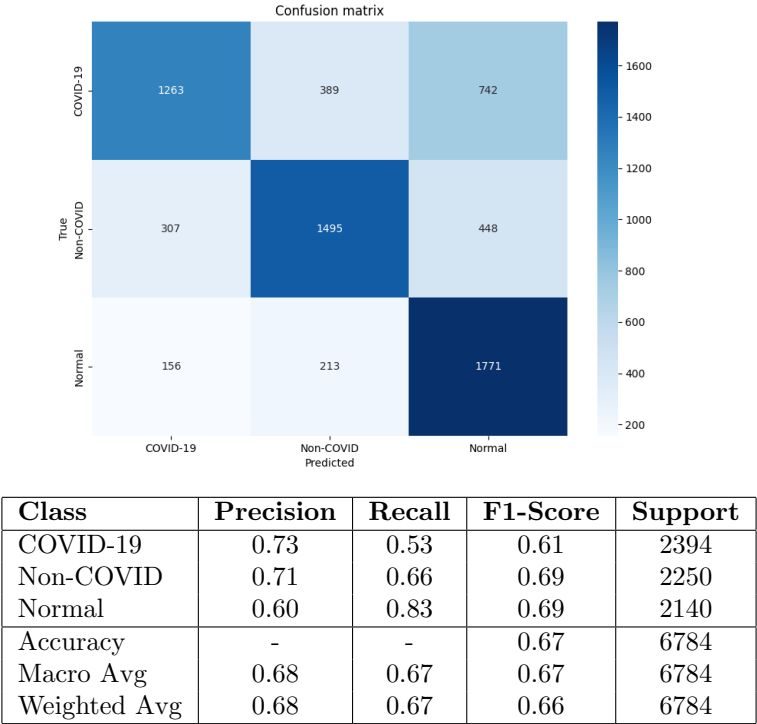 Confusion matrix
COVID-19 1263 389 742
Non-COVID 307 1495 448
Normal 156 213 1771
True
COVID-19 Non-COVID Normal
Predicted
1600
1400
1200
1000
800
600
400
200
Class Precision Recall F1-Score Support
COVID-19 0.73 0.53 0.61 2394
Non-COVID 0.71 0.66 0.69 2250
Normal 0.60 0.83 0.69 2140
Accuracy - - 0.67 6784
Macro Avg 0.68 0.67 0.67 6784
Weighted Avg 0.68 0.67 0.66 6784